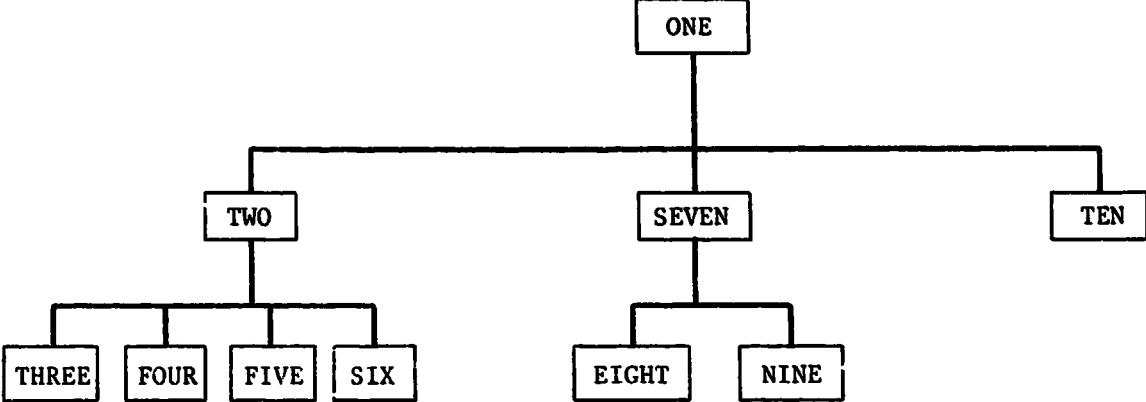 ONE
TWO
SEVEN
TEN
THREE
FOUR
FIVE
SIX
EIGHT
NINE